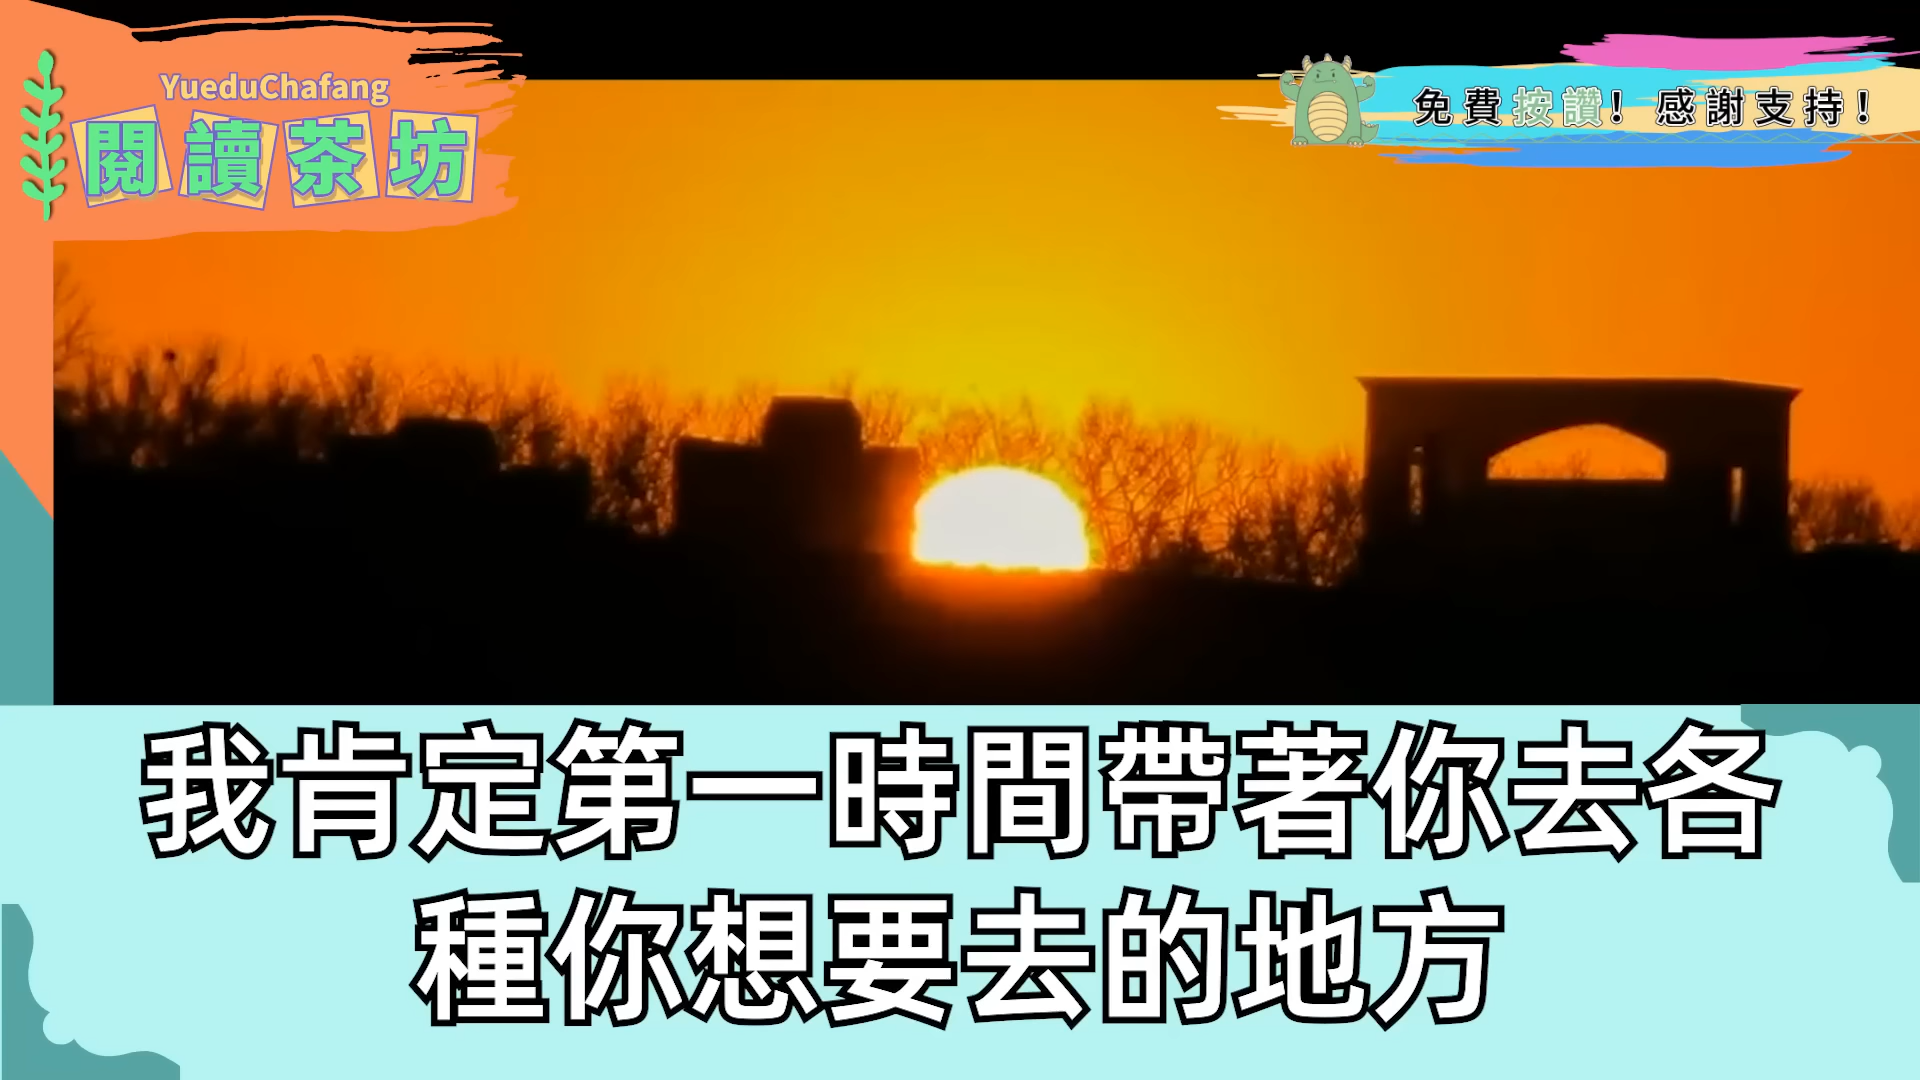 YueduChafang
閱讀茶坊
免費按讚！感謝支持！
我肯定第一時間帶著你去各
種你想要去的地方